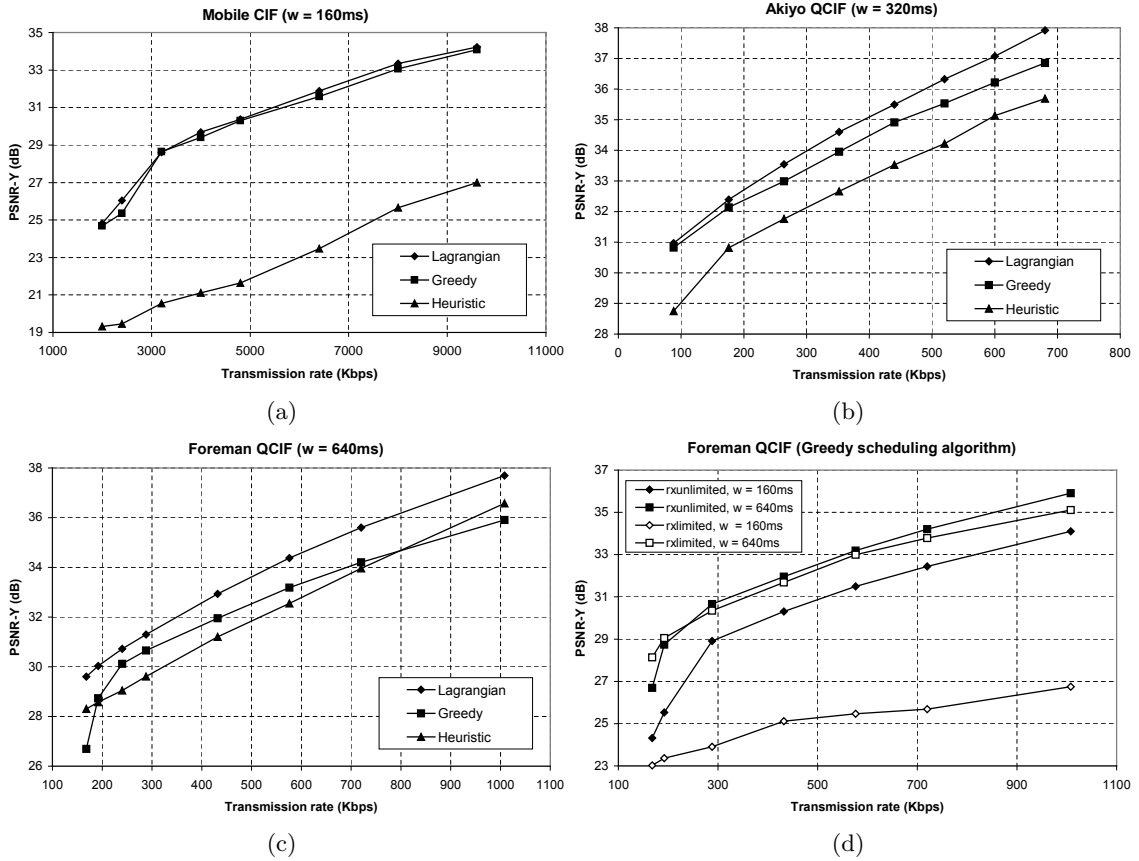 Mobile CIF (w = 160ms)
35
33
31
29
27
25
23
21
19
PSNR-Y (dB)
Lagrangian
Greedy
Heuristic
1000 3000 5000 7000 9000 11000
Transmission rate (Kbps)
(a)
Akiyo QCIF (w = 320ms)
38
37
36
35
34
33
32
31
30
29
28
PSNR-Y (dB)
Lagrangian
Greedy
Heuristic
0 100 200 300 400 500 600 700 800
Transmission rate (Kbps)
(b)
Foreman QCIF (w = 640ms)
38
36
34
32
30
28
26
PSNR-Y (dB)
Lagrangian
Greedy
Heuristic
100 200 300 400 500 600 700 800 900 1000 1100
Transmission rate (Kbps)
(c)
Foreman QCIF (Greedy scheduling algorithm)
37
35
33
31
29
27
25
23
PSNR-Y (dB)
rxunlimited, w = 160ms
rxunlimited, w = 640ms
rxlimited, w = 160ms
rxlimited, w = 640ms
100 300 500 700 900 1100
Transmission rate (Kbps)
(d)